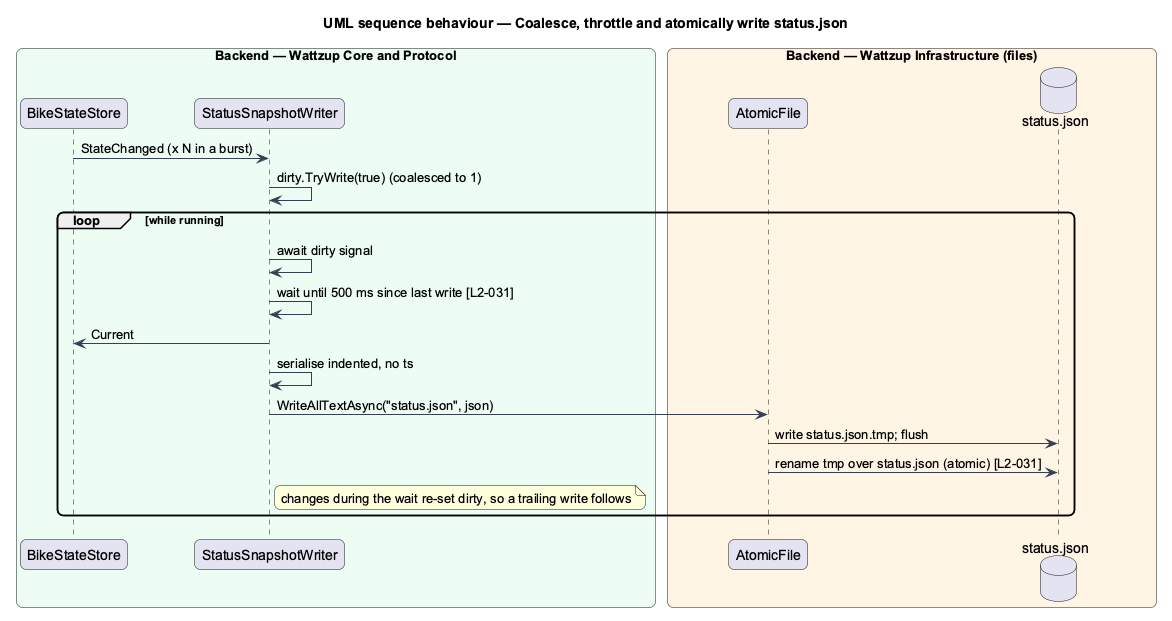 UML sequence behaviour — Coalesce, throttle and atomically write status.json
Backend — Wattzup Core and Protocol
Backend — Wattzup Infrastructure (files)
BikeStateStore
StatusSnapshotWriter
AtomicFile
status.json
StateChanged (x N in a burst)
dirty.TryWrite(true) (coalesced to 1)
loop
[while running]
await dirty signal
wait until 500 ms since last write [L2-031]
Current
serialise indented, no ts
WriteAllTextAsync("status.json", json)
write status.json.tmp; flush
rename tmp over status.json (atomic) [L2-031]
changes during the wait re-set dirty, so a trailing write follows
BikeStateStore
StatusSnapshotWriter
AtomicFile
status.json